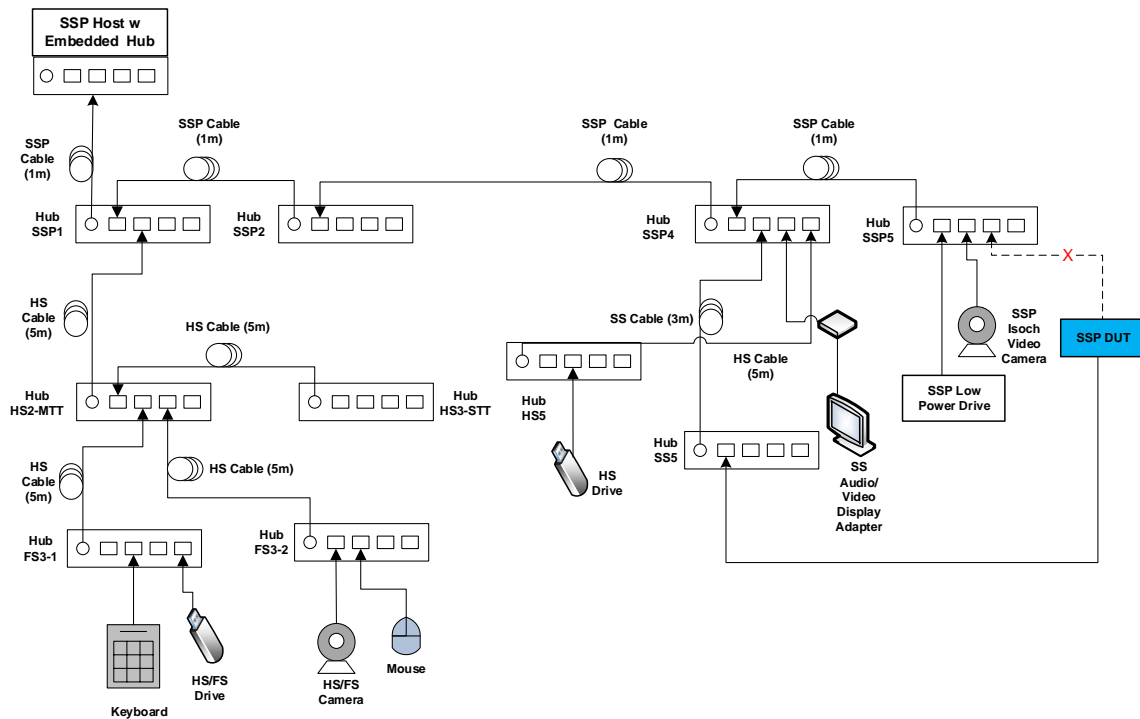 SSP Host w
Embedded Hub
SSP
Cable
(1m)
SSP Cable
(1m)
SSP Cable
(1m)
SSP Cable
(1m)
Hub
SSP1
Hub
SSP2
Hub
SSP4
Hub
SSP5
X
HS
Cable
(5m)
HS Cable (5m)
SS Cable (3m)
HS Cable
(5m)
SSP
Isoch
Video
Camera
SSP DUT
SSP Low
Power Drive
Hub
HS2-MTT
Hub
HS3-STT
Hub
HS5
Hub
SS5
HS
Cable
(5m)
HS Cable (5m)
HS
Drive
SS
Audio/
Video
Display
Adapter
Hub
FS3-1
Hub
FS3-2
Keyboard
HS/FS
Drive
HS/FS
Camera
Mouse